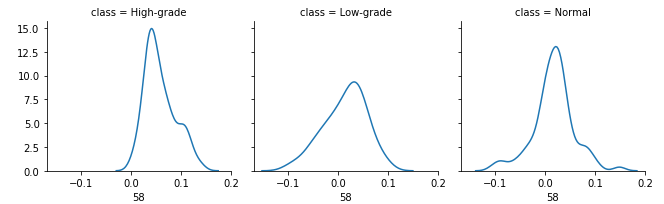 class = High-grade
class = Low-grade
class = Normal
15.0
12.5
10.0
7.5
5.0
2.5
0.0
−0.1 0.0 0.1 0.2
−0.1 0.0 0.1 0.2
−0.1 0.0 0.1 0.2
58
58
58